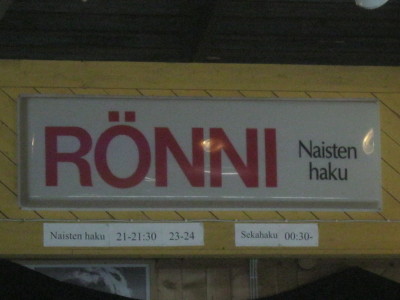 RÖNNI
Naisten
haku
Naisten haku 21-21:30 23-24
Sekahaku 00:30-